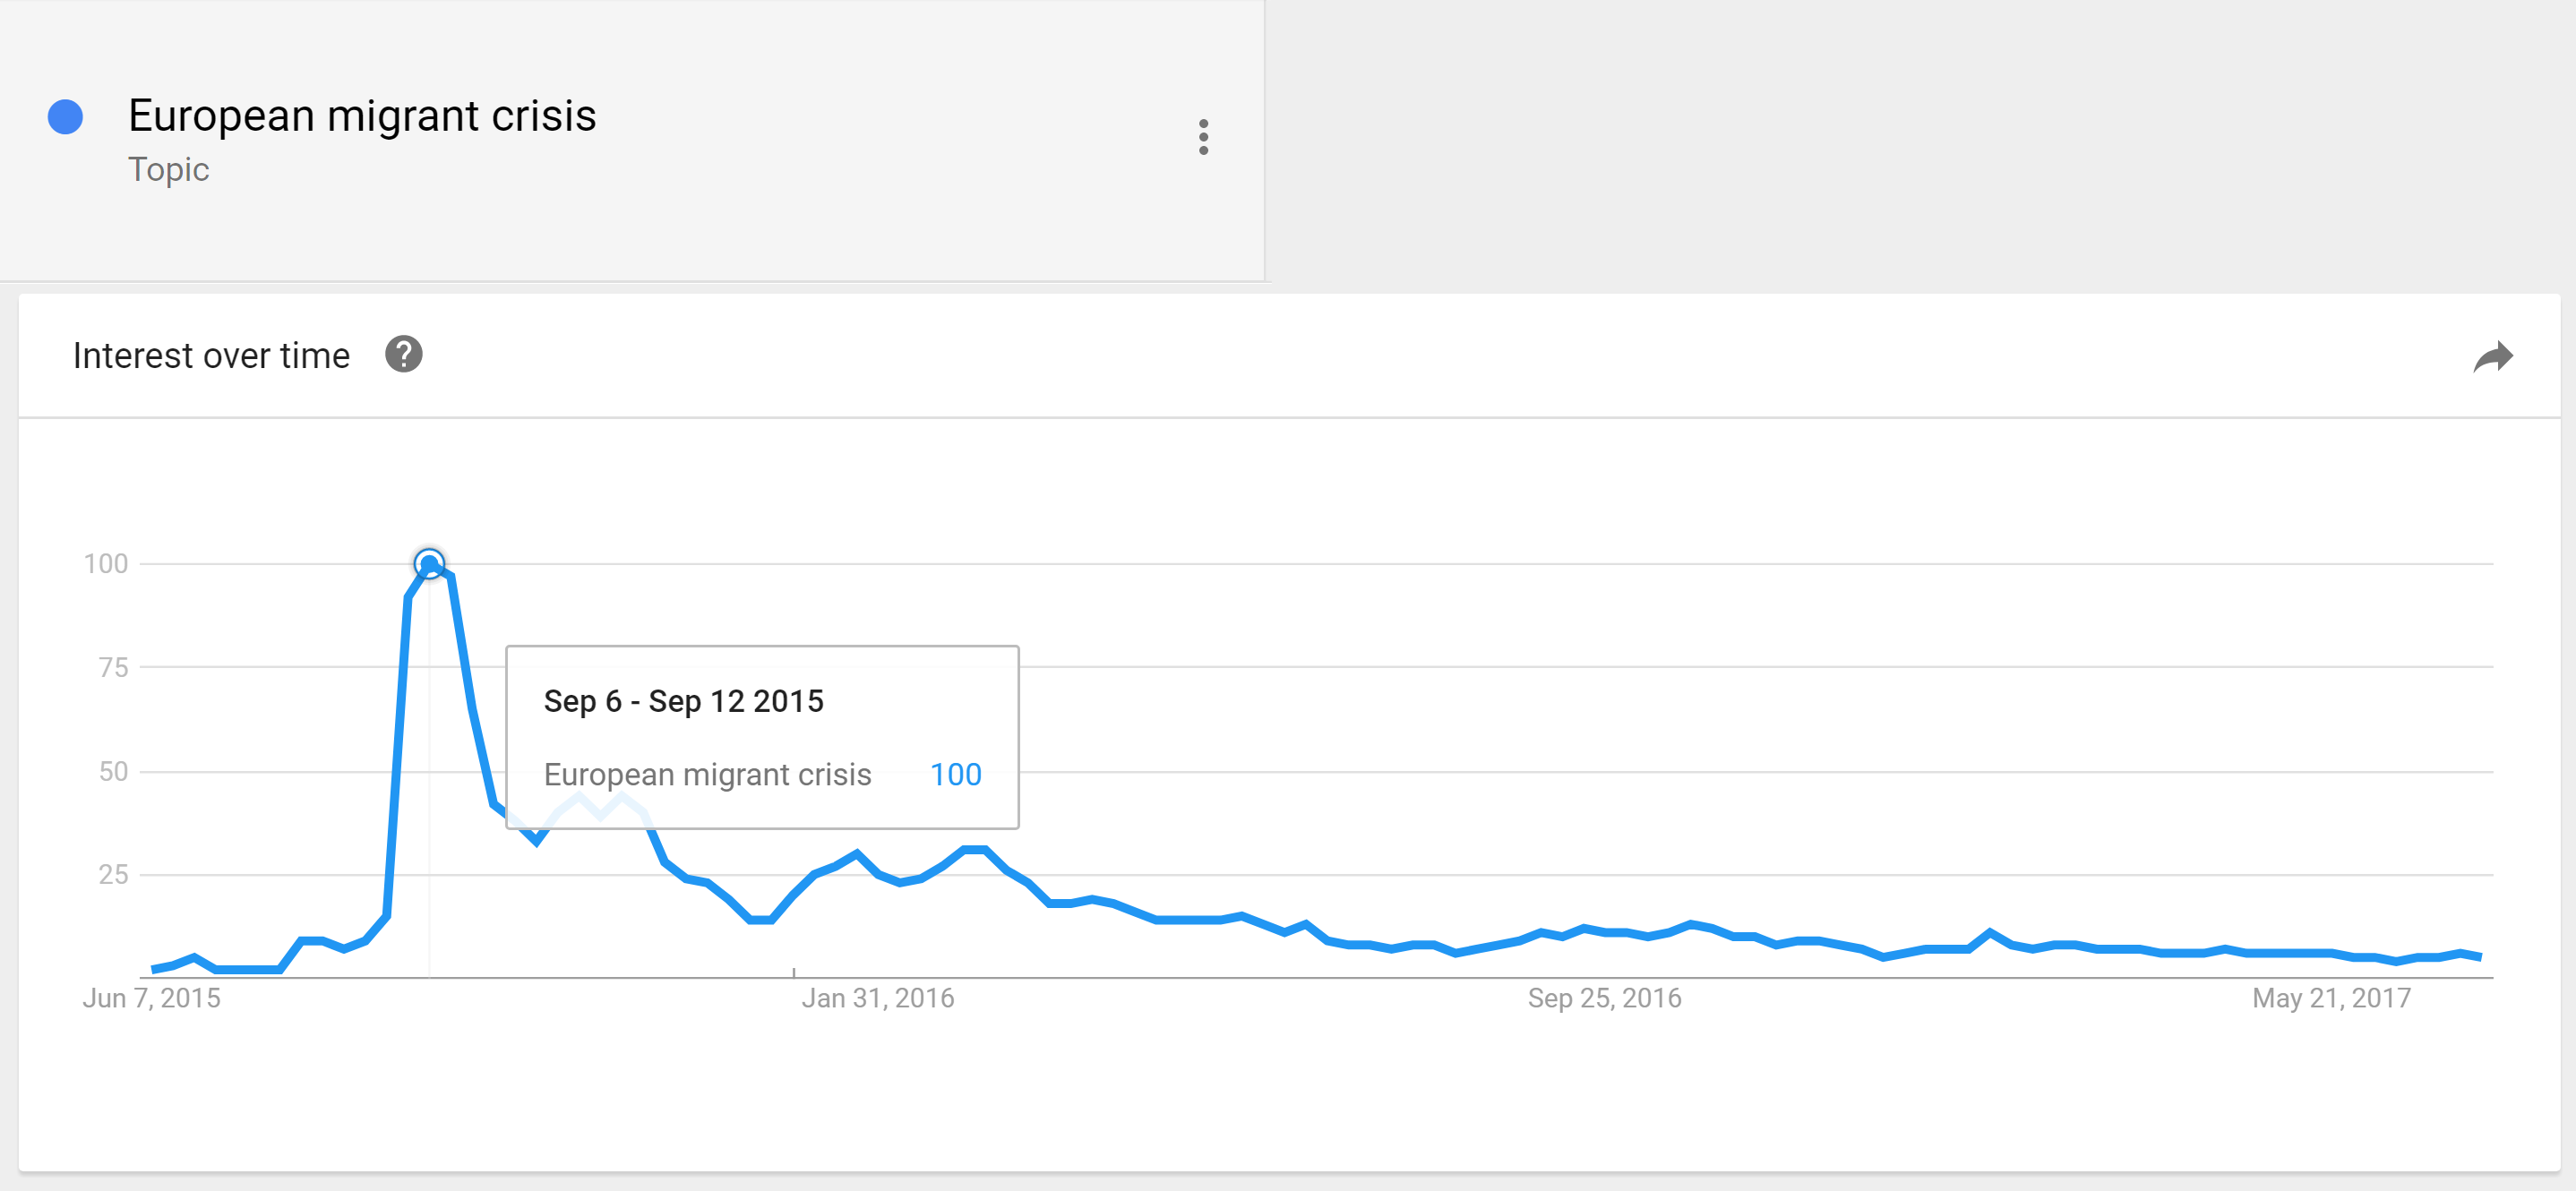 European migrant crisis
Topic
Interest over time
100
75
50
25
Sep 6 - Sep 12 2015
European migrant crisis 100
Jun 7, 2015 Jan 31, 2016 Sep 25, 2016 May 21, 2017